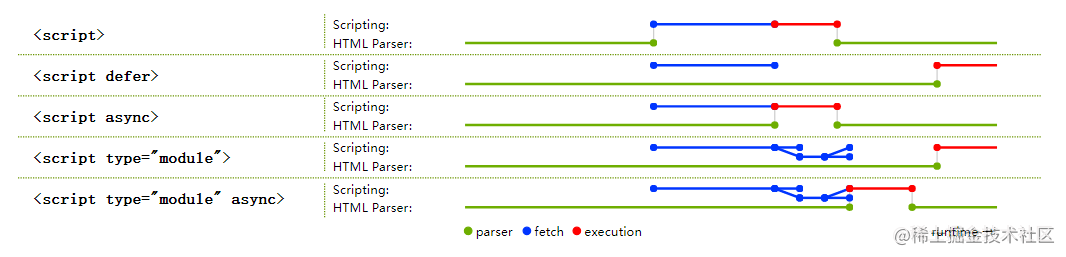 <script>
Scripting:
HTML Parser:
<script defer>
Scripting:
HTML Parser:
<script async>
Scripting:
HTML Parser:
<script type="module">
Scripting:
HTML Parser:
<script type="module" async>
Scripting:
HTML Parser:
parser fetch execution runtime →
@稀土掘金技术社区